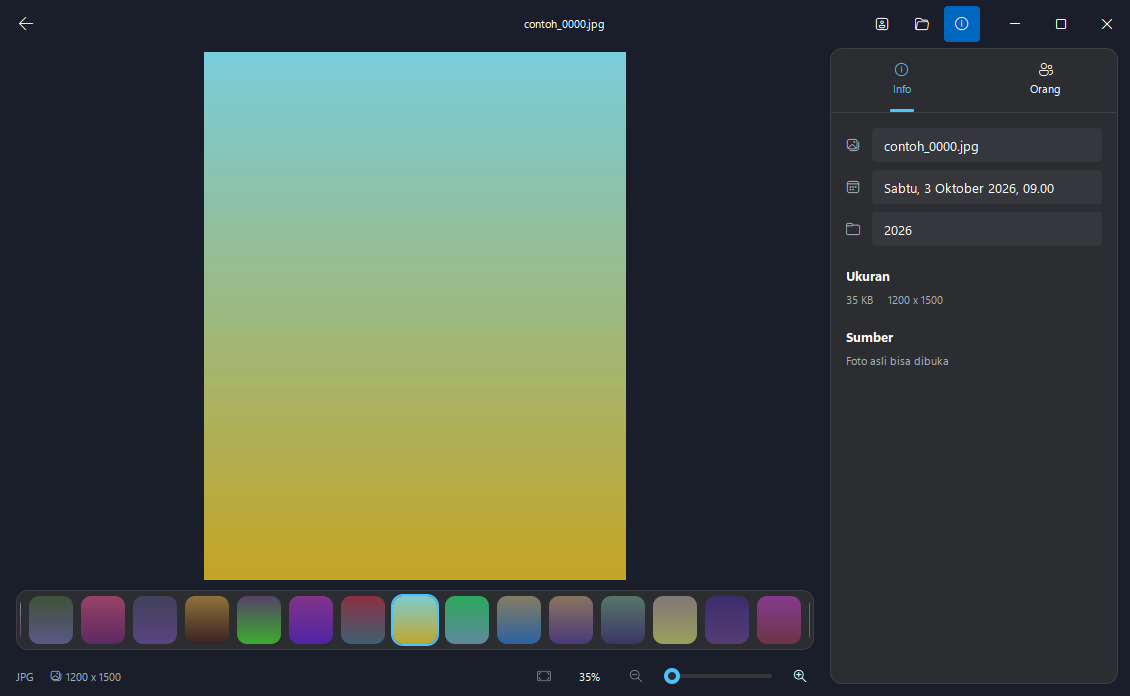 contoh_0000.jpg
Info
Orang
contoh_0000.jpg
Sabtu, 3 Oktober 2026, 09.00
2026
Ukuran
35 KB 1200 x 1500
Sumber
Foto asli bisa dibuka
JPG 1200 x 1500 35%